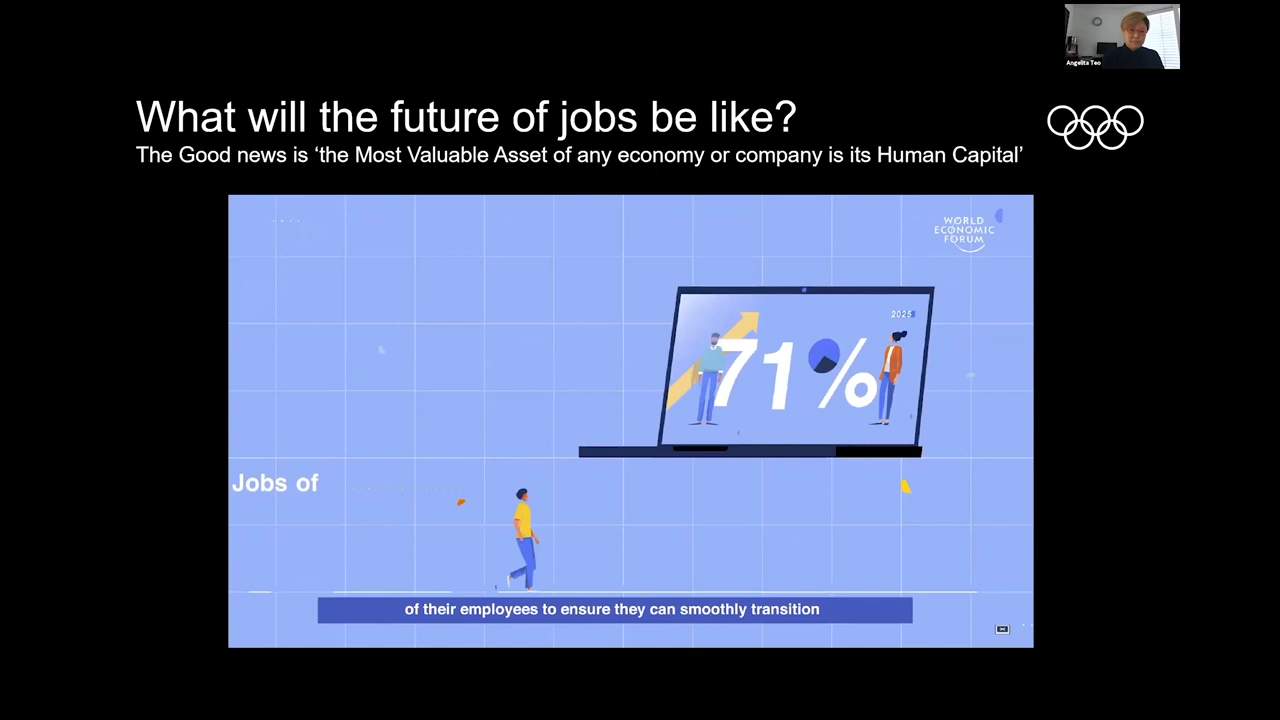 Angelita Teo
What will the future of jobs be like?
The Good news is ‘the Most Valuable Asset of any economy or company is its Human Capital’
WORLD
ECONOMIC
FORUM
2025
71%
Jobs of
of their employees to ensure they can smoothly transition